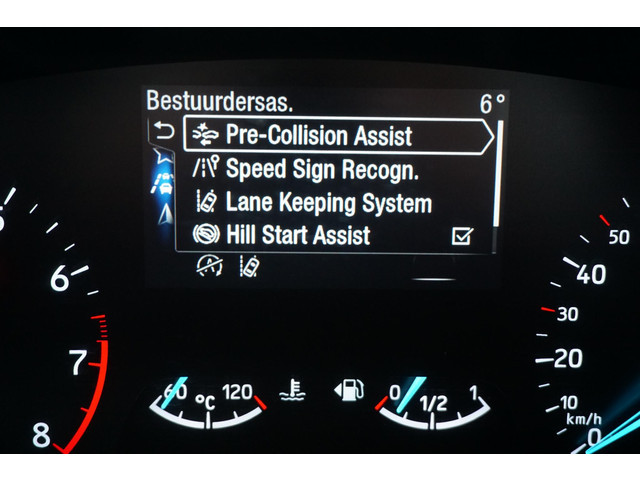 Bestuurdersas. 6°
Pre-Collision Assist
Speed Sign Recogn.
Lane Keeping System
Hill Start Assist
6
7
8
60 °C 120
0 1/2 1
50
40
30
20
10
km/h
0